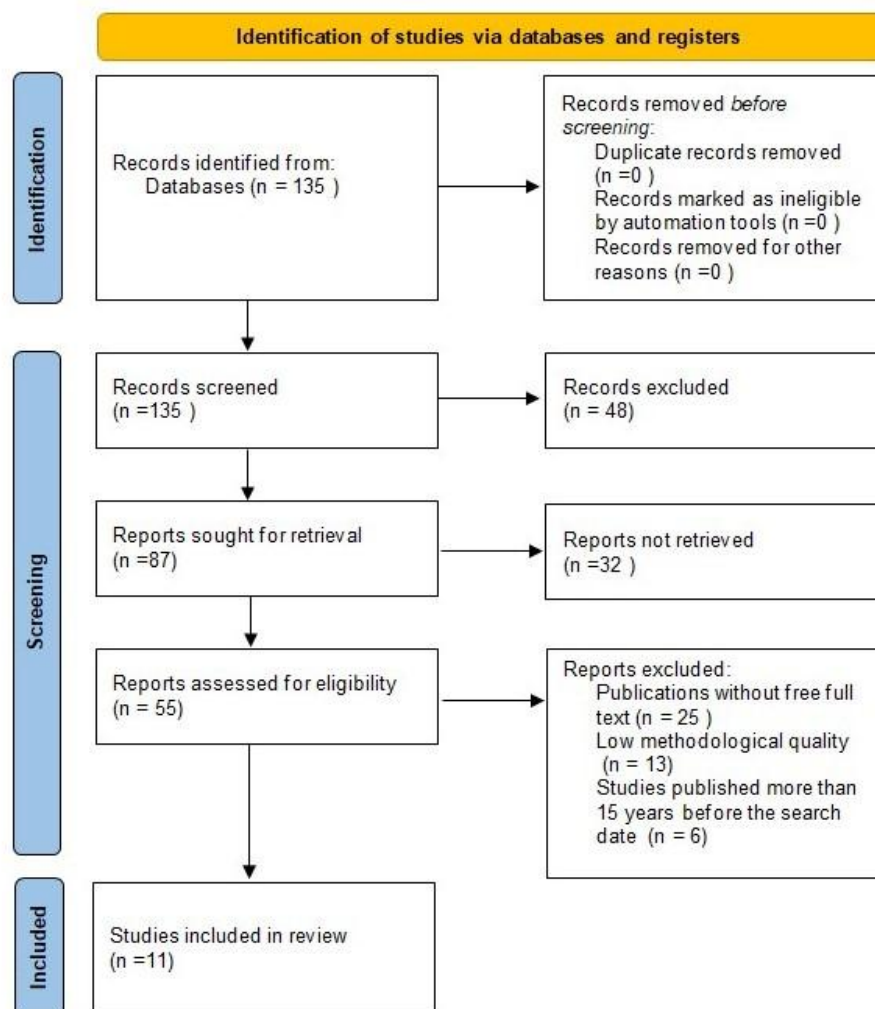 Identification of studies via databases and registers
Identification
Records identified from:
Databases (n = 135 )
Records removed before
screening:
Duplicate records removed
(n =0 )
Records marked as ineligible
by automation tools (n =0 )
Records removed for other
reasons (n =0 )
Screening
Records screened
(n =135 )
Records excluded
(n = 48)
Reports sought for retrieval
(n =87)
Reports not retrieved
(n =32 )
Reports assessed for eligibility
(n = 55)
Reports excluded:
Publications without free full
text (n = 25 )
Low methodological quality
(n = 13)
Studies published more than
15 years before the search
date (n = 6)
Included
Studies included in review
(n =11)